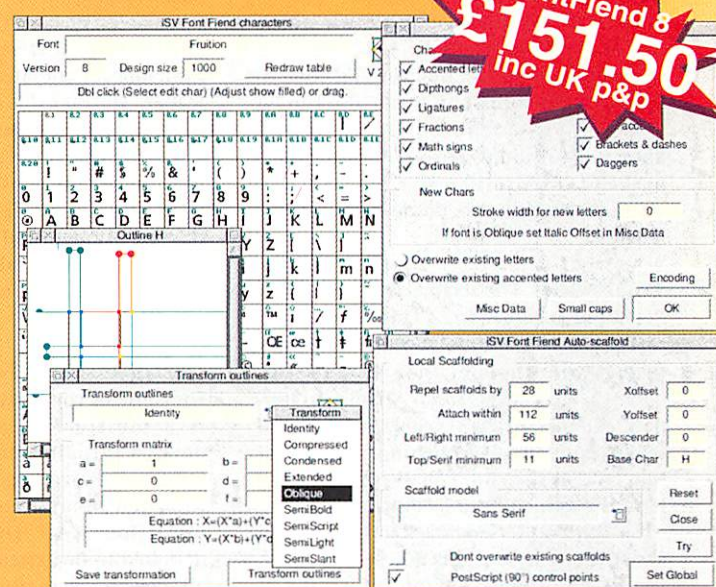 iSV Font Fiend characters
Font Fruition
Version 8 Design size 1000 Redraw table
Dbl click (Select edit char) (Adjust show filled) or drag.
! " # $ % & ' ( ) * + , - .
0 1 2 3 4 5 6 7 8 9 : ; < = >
@ A B C D E F G H I J K L M N
Y Z [ \ ]
i j k l m n
y z { | }
™ f ‰
Œ œ † ‡ fi
Outline H
Transform outlines
Transform outlines
Identity
Transform matrix
a = 1 b =
c = 0 d =
e = 0 f =
Equation : X=(X*a)+(Y*c
Equation : Y=(X*b)+(Y*d
Save transformation Transform outlines
Transform
Identity
Compressed
Condensed
Extended
Oblique
SemiBold
SemiScript
SemiLight
SemiSlant
Fiend 8
£151.50
inc UK p&p
Accented
Dipthongs
Ligatures
Fractions
Math signs
Brackets & dashes
Ordinals
Daggers
New Chars
Stroke width for new letters 0
If font is Oblique set Italic Offset in Misc Data
Overwrite existing letters
Overwrite existing accented letters Encoding
Misc Data Small caps OK
iSV Font Fiend Auto-scaffold
Local Scaffolding
Repel scaffolds by 28 units Xoffset 0
Attach within 112 units Yoffset 0
Left/Right minimum 56 units Descender 0
Top/Serif minimum 11 units Base Char H
Scaffold model Reset
Sans Serif
Close
Try
Dont overwrite existing scaffolds
PostScript (90°) control points Set Global